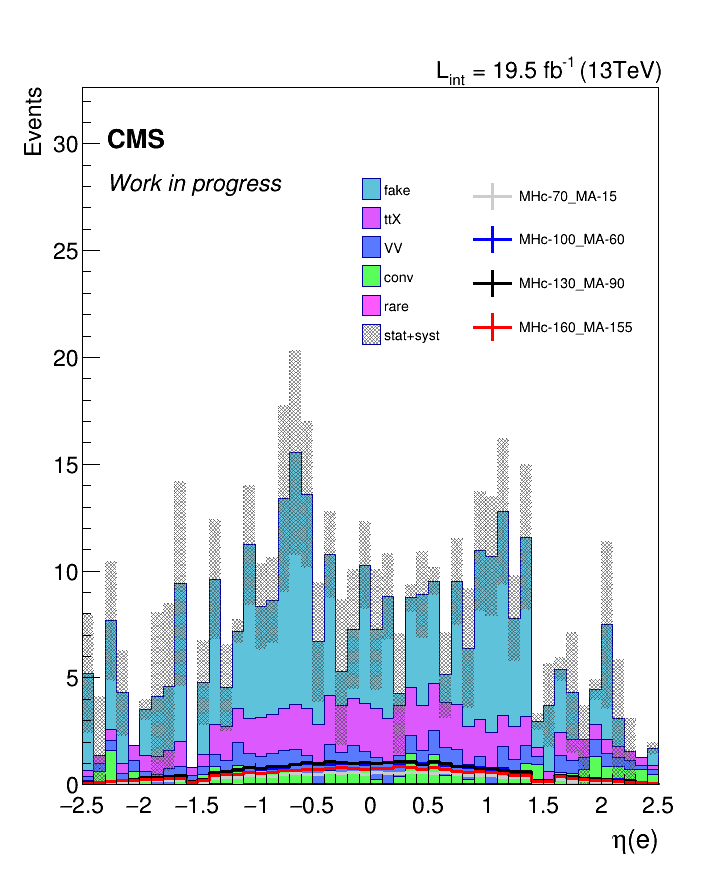 L_int = 19.5 fb^-1 (13TeV)
Events
CMS
Work in progress
fake
ttX
VV
conv
rare
stat+syst
MHc-70_MA-15
MHc-100_MA-60
MHc-130_MA-90
MHc-160_MA-155
30
25
20
15
10
5
0
−2.5 −2 −1.5 −1 −0.5 0 0.5 1 1.5 2 2.5
η(e)